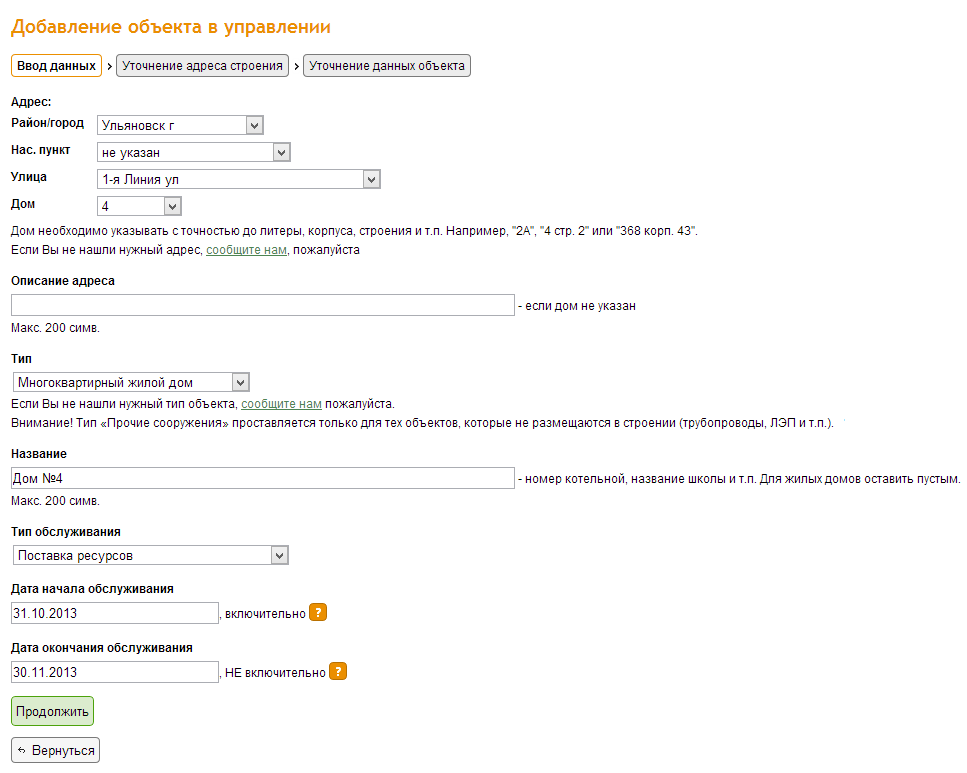 Добавление объекта в управлении
Ввод данных › Уточнение адреса строения › Уточнение данных объекта
Адрес:
Район/город Ульяновск г
Нас. пункт не указан
Улица 1-я Линия ул
Дом 4
Дом необходимо указывать с точностью до литеры, корпуса, строения и т.п. Например, "2А", "4 стр. 2" или "368 корп. 43".
Если Вы не нашли нужный адрес, сообщите нам, пожалуйста
Описание адреса
- если дом не указан
Макс. 200 симв.
Тип
Многоквартирный жилой дом
Если Вы не нашли нужный тип объекта, сообщите нам пожалуйста.
Внимание! Тип «Прочие сооружения» проставляется только для тех объектов, которые не размещаются в строении (трубопроводы, ЛЭП и т.п.).
Название
Дом №4 - номер котельной, название школы и т.п. Для жилых домов оставить пустым.
Макс. 200 симв.
Тип обслуживания
Поставка ресурсов
Дата начала обслуживания
31.10.2013 , включительно ?
Дата окончания обслуживания
30.11.2013 , НЕ включительно ?
Продолжить
Вернуться